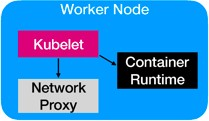 Worker Node
Kubelet
Container
Runtime
Network
Proxy